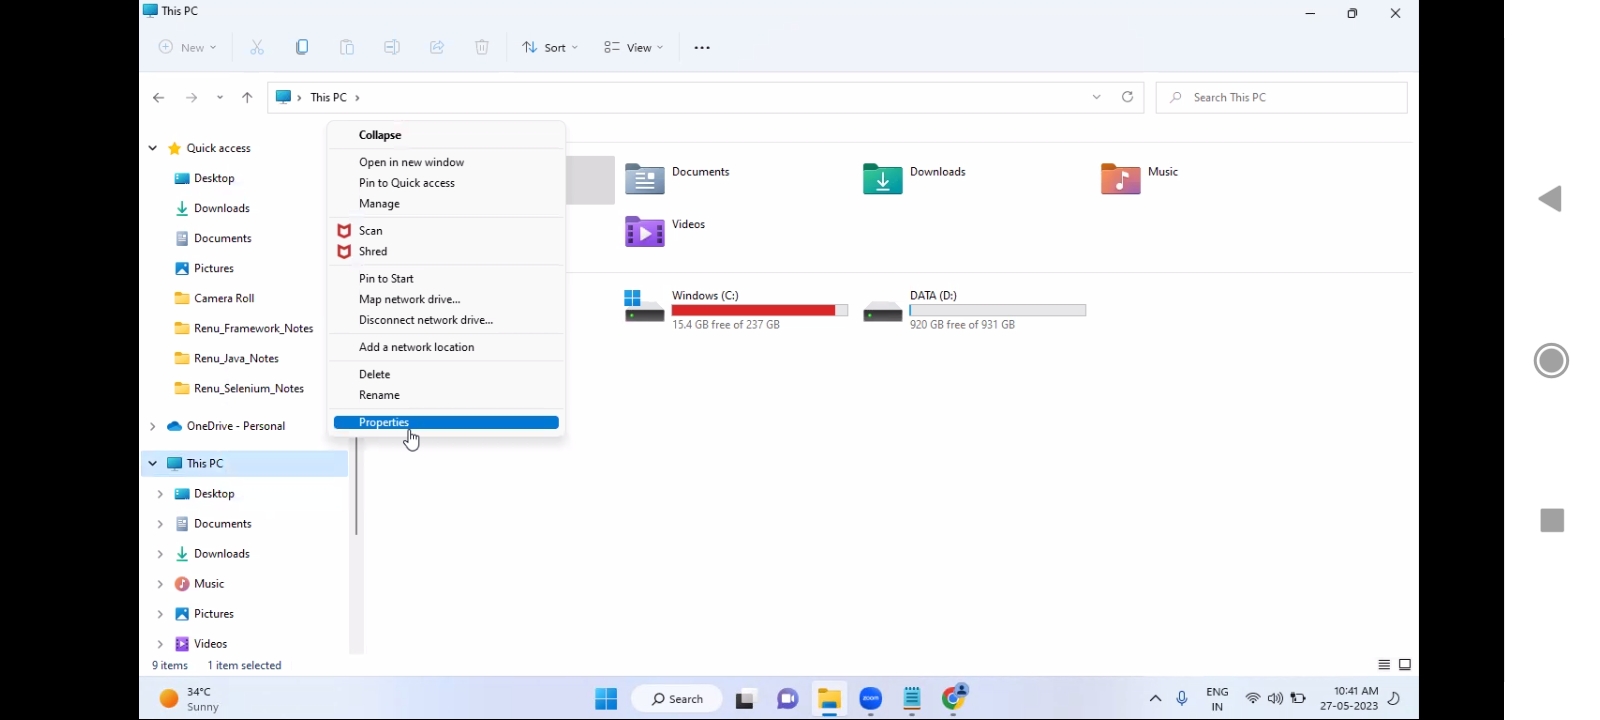 This PC
New
Sort
View
This PC
Search This PC
Quick access
Desktop
Downloads
Documents
Pictures
Camera Roll
Renu_Framework_Notes
Renu_Java_Notes
Renu_Selenium_Notes
OneDrive - Personal
This PC
Desktop
Documents
Downloads
Music
Pictures
Videos
Collapse
Open in new window
Pin to Quick access
Manage
Scan
Shred
Pin to Start
Map network drive...
Disconnect network drive...
Add a network location
Delete
Rename
Properties
Documents
Downloads
Music
Videos
Windows (C:)
15.4 GB free of 237 GB
DATA (D:)
920 GB free of 931 GB
9 items 1 item selected
34°C
Sunny
Search
zoom
ENG
IN
10:41 AM
27-05-2023